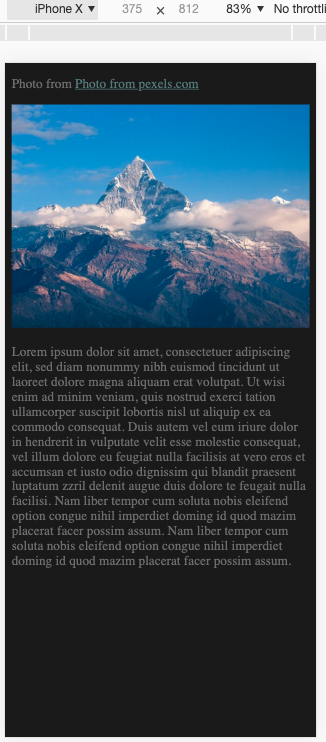 iPhone X ▼ 375 × 812 83% ▼ No throttli
Photo from Photo from pexels.com
Lorem ipsum dolor sit amet, consectetuer adipiscing
elit, sed diam nonummy nibh euismod tincidunt ut
laoreet dolore magna aliquam erat volutpat. Ut wisi
enim ad minim veniam, quis nostrud exerci tation
ullamcorper suscipit lobortis nisl ut aliquip ex ea
commodo consequat. Duis autem vel eum iriure dolor
in hendrerit in vulputate velit esse molestie consequat,
vel illum dolore eu feugiat nulla facilisis at vero eros et
accumsan et iusto odio dignissim qui blandit praesent
luptatum zzril delenit augue duis dolore te feugait nulla
facilisi. Nam liber tempor cum soluta nobis eleifend
option congue nihil imperdiet doming id quod mazim
placerat facer possim assum. Nam liber tempor cum
soluta nobis eleifend option congue nihil imperdiet
doming id quod mazim placerat facer possim assum.